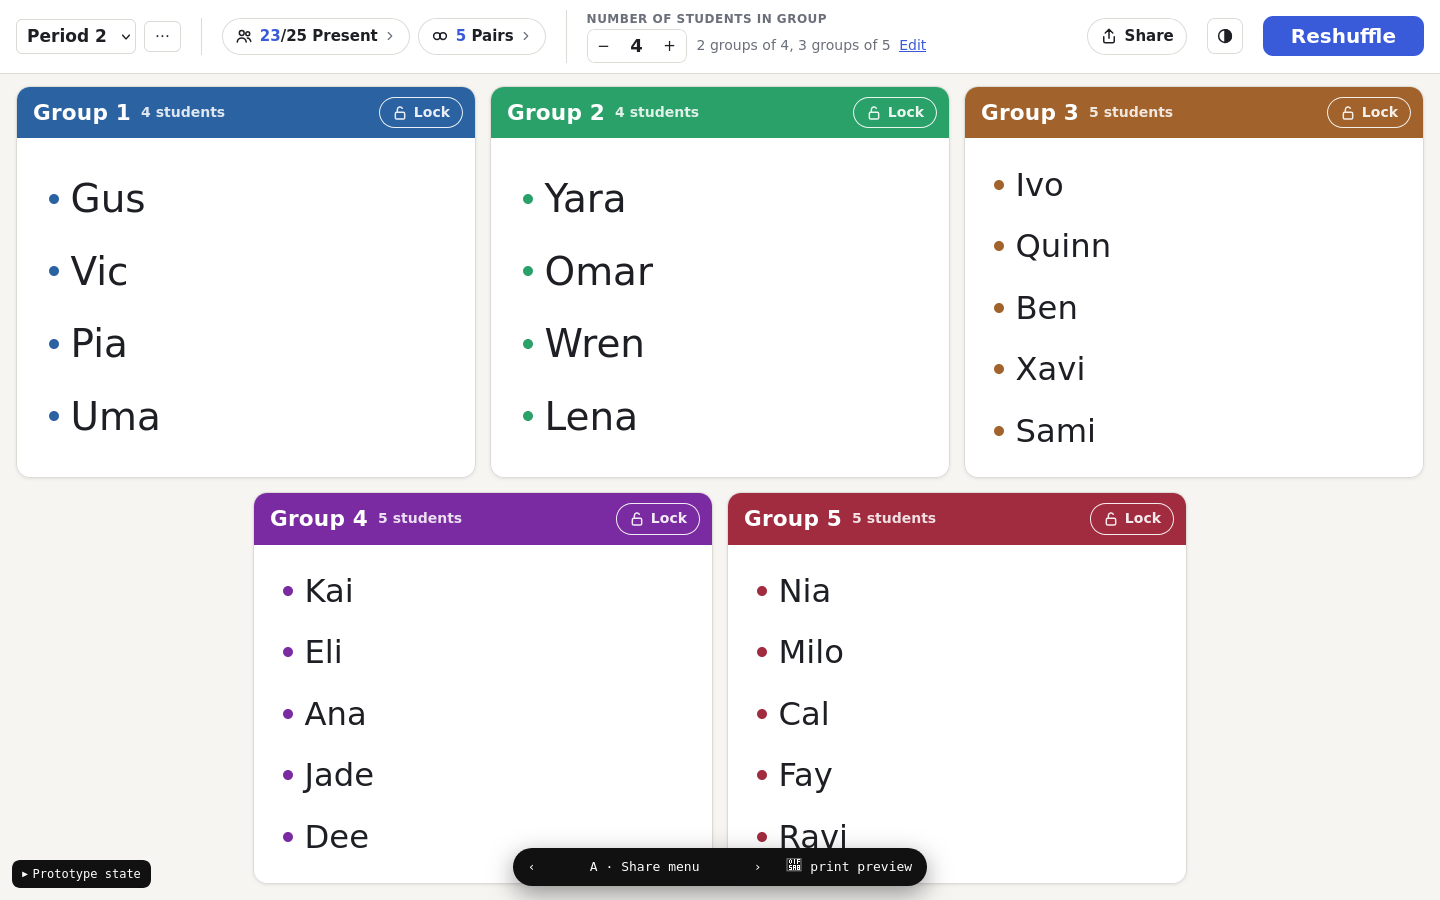 Period 2
23/25 Present
5 Pairs
NUMBER OF STUDENTS IN GROUP
− 4 +
2 groups of 4, 3 groups of 5 Edit
Share
Reshuffle
Group 1 4 students Lock
Gus
Vic
Pia
Uma
Group 2 4 students Lock
Yara
Omar
Wren
Lena
Group 3 5 students Lock
Ivo
Quinn
Ben
Xavi
Sami
Group 4 5 students Lock
Kai
Eli
Ana
Jade
Dee
Group 5 5 students Lock
Nia
Milo
Cal
Fay
Ravi
▸ Prototype state
‹ A · Share menu › print preview